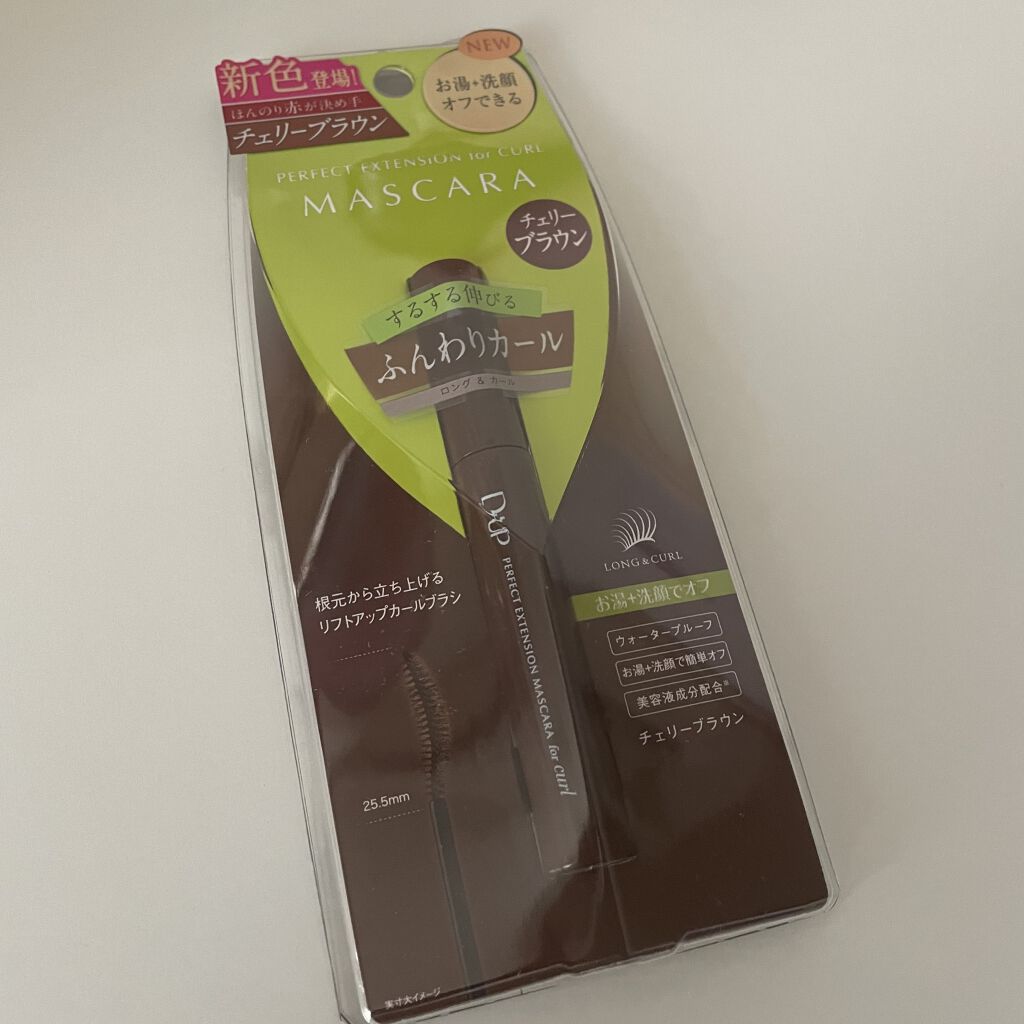 新色登場!
ほんのり赤が決め手
チェリーブラウン
NEW
お湯+洗顔
オフできる
PERFECT EXTENSION for CURL
MASCARA
チェリー
ブラウン
するする伸びる
ふんわりカール
ロング & カール
D-UP
PERFECT EXTENSION MASCARA for curl
LONG & CURL
お湯+洗顔でオフ
ウォータープルーフ
お湯+洗顔で簡単オフ
美容液成分配合※
チェリーブラウン
根元から立ち上げる
リフトアップカールブラシ
25.5mm
実寸大イメージ